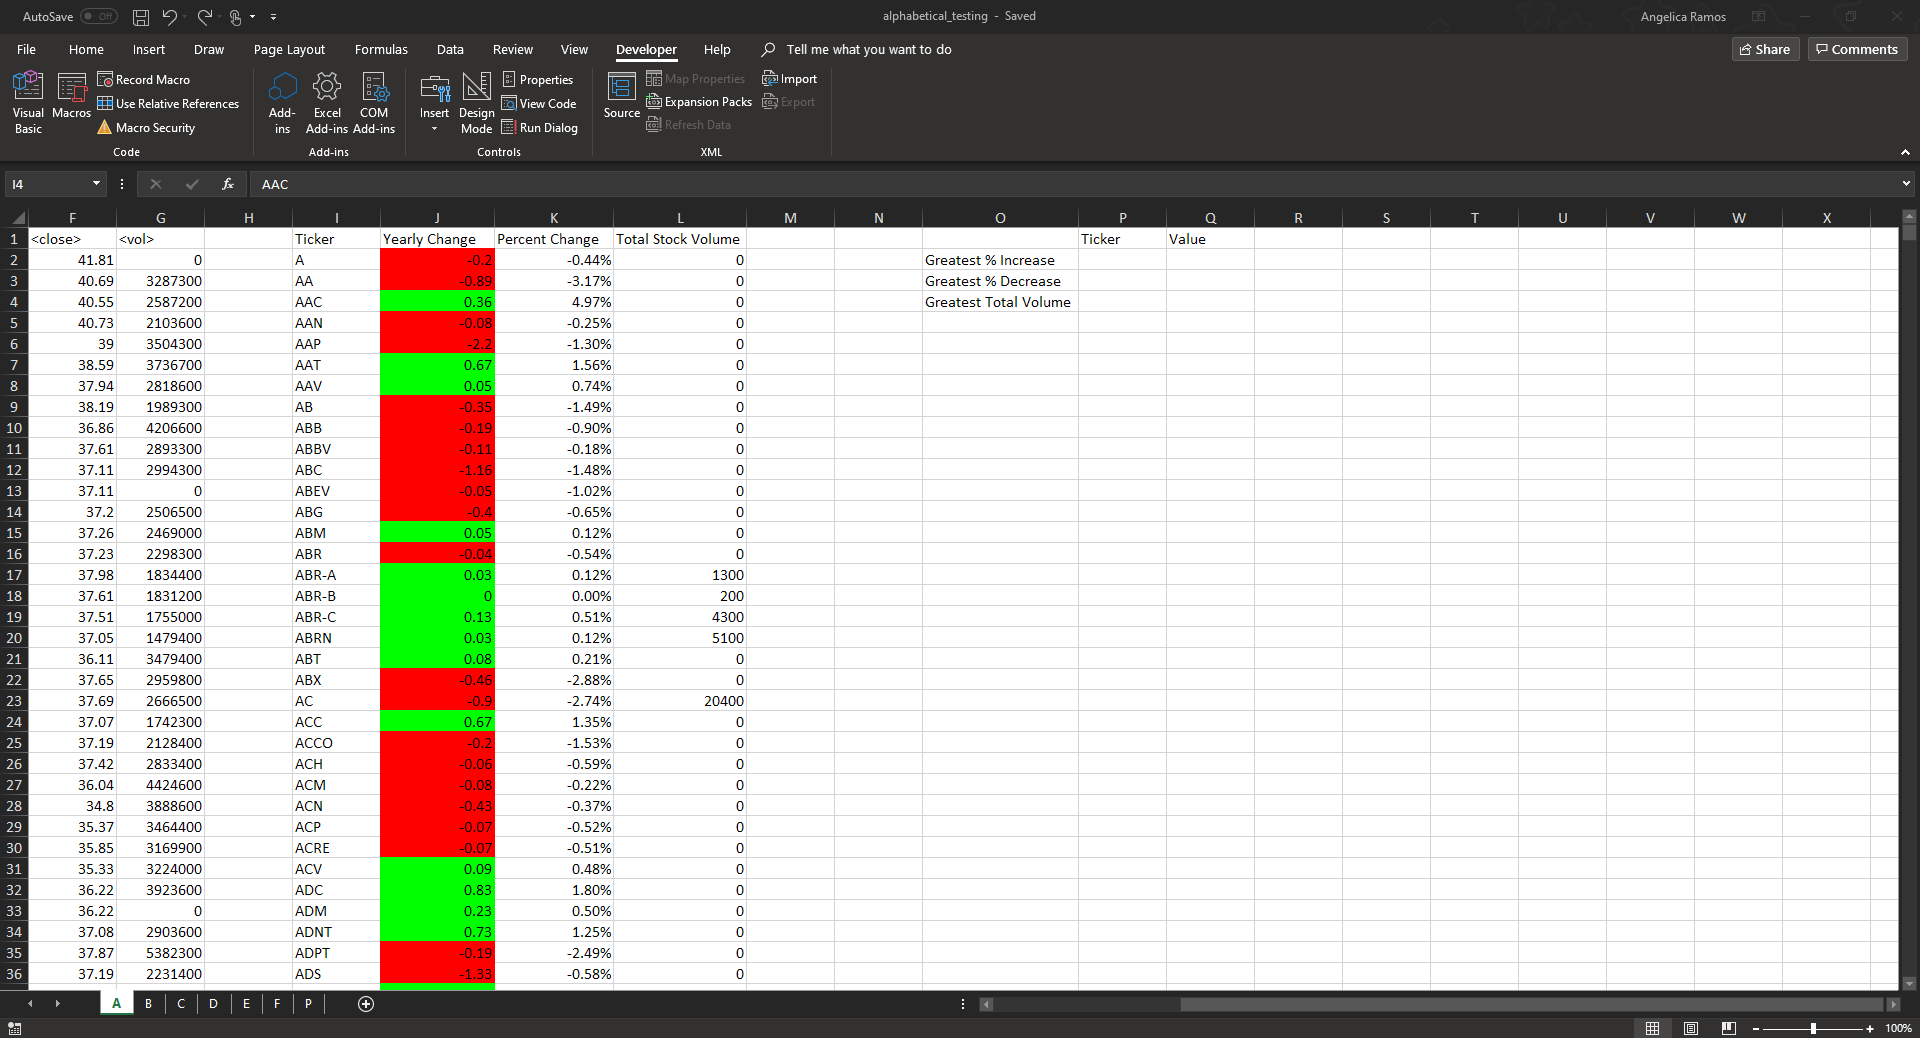 AutoSave Off alphabetical_testing - Saved Angelica Ramos
File Home Insert Draw Page Layout Formulas Data Review View Developer Help Tell me what you want to do Share Comments
Visual Basic Macros Record Macro Use Relative References Macro Security
Code
Add-ins Excel Add-ins COM Add-ins
Add-ins
Insert Design Mode Properties View Code Run Dialog
Controls
Source Map Properties Expansion Packs Refresh Data Import Export
XML
I4 fx AAC
F G H I J K L M N O P Q R S T U V W X
1 <close> <vol> Ticker Yearly Change Percent Change Total Stock Volume Ticker Value
2 41.81 0 A -0.2 -0.44% 0 Greatest % Increase
3 40.69 3287300 AA -0.89 -3.17% 0 Greatest % Decrease
4 40.55 2587200 AAC 0.36 4.97% 0 Greatest Total Volume
5 40.73 2103600 AAN -0.08 -0.25% 0
6 39 3504300 AAP -2.2 -1.30% 0
7 38.59 3736700 AAT 0.67 1.56% 0
8 37.94 2818600 AAV 0.05 0.74% 0
9 38.19 1989300 AB -0.35 -1.49% 0
10 36.86 4206600 ABB -0.19 -0.90% 0
11 37.61 2893300 ABBV -0.11 -0.18% 0
12 37.11 2994300 ABC -1.16 -1.48% 0
13 37.11 0 ABEV -0.05 -1.02% 0
14 37.2 2506500 ABG -0.4 -0.65% 0
15 37.26 2469000 ABM 0.05 0.12% 0
16 37.23 2298300 ABR -0.04 -0.54% 0
17 37.98 1834400 ABR-A 0.03 0.12% 1300
18 37.61 1831200 ABR-B 0 0.00% 200
19 37.51 1755000 ABR-C 0.13 0.51% 4300
20 37.05 1479400 ABRN 0.03 0.12% 5100
21 36.11 3479400 ABT 0.08 0.21% 0
22 37.65 2959800 ABX -0.46 -2.88% 0
23 37.69 2666500 AC -0.9 -2.74% 20400
24 37.07 1742300 ACC 0.67 1.35% 0
25 37.19 2128400 ACCO -0.2 -1.53% 0
26 37.42 2833400 ACH -0.06 -0.59% 0
27 36.04 4424600 ACM -0.08 -0.22% 0
28 34.8 3888600 ACN -0.43 -0.37% 0
29 35.37 3464400 ACP -0.07 -0.52% 0
30 35.85 3169900 ACRE -0.07 -0.51% 0
31 35.33 3224000 ACV 0.09 0.48% 0
32 36.22 3923600 ADC 0.83 1.80% 0
33 36.22 0 ADM 0.23 0.50% 0
34 37.08 2903600 ADNT 0.73 1.25% 0
35 37.87 5382300 ADPT -0.19 -2.49% 0
36 37.19 2231400 ADS -1.33 -0.58% 0
A B C D E F P
100%